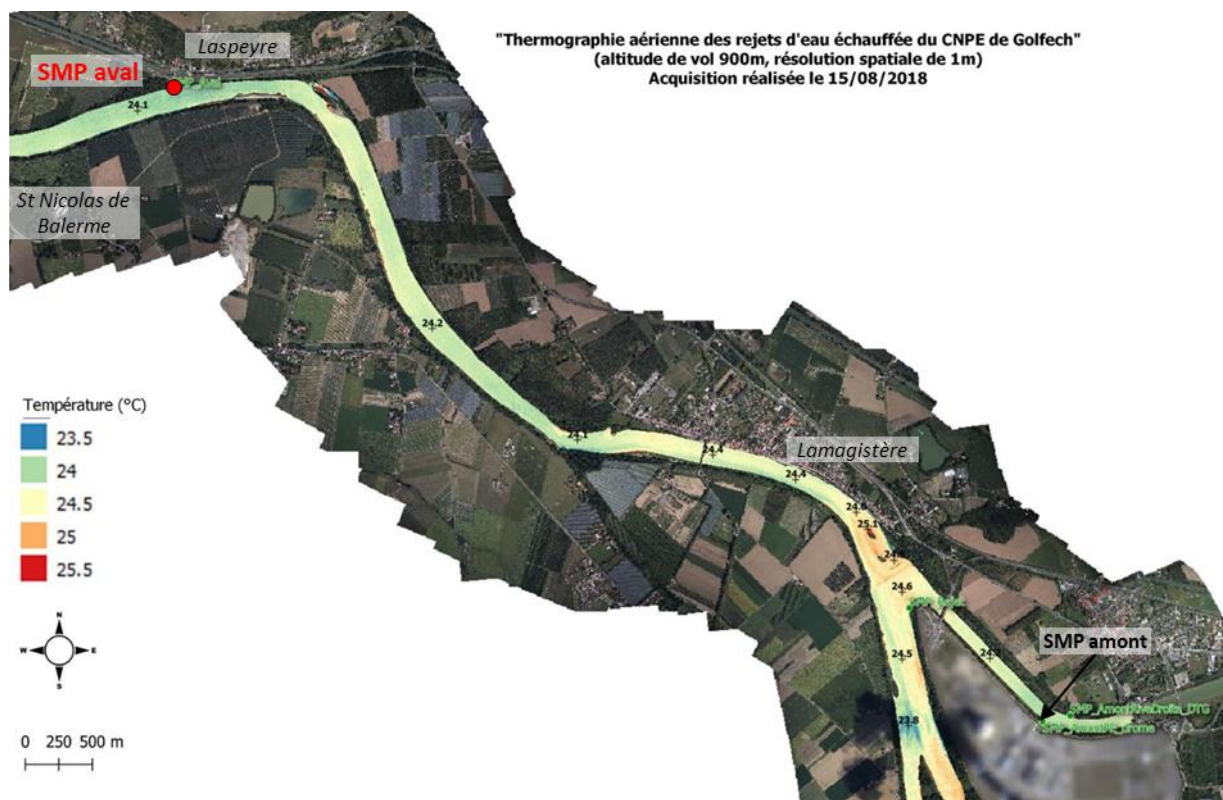 "Thermographie aérienne des rejets d'eau échauffée du CNPE de Golfech"
(altitude de vol 900m, résolution spatiale de 1m)
Acquisition réalisée le 15/08/2018
Laspeyre
SMP aval
24.1
St Nicolas de
Balerme
24.2
24.1
24.4
Lamagistère
24.4
24.6
25.1
24.6
24.5
24.2
23.8
SMP amont
SMP_AmontRiveDroite_DTG
Température (°C)
23.5
24
24.5
25
25.5
N
W
E
S
0 250 500 m